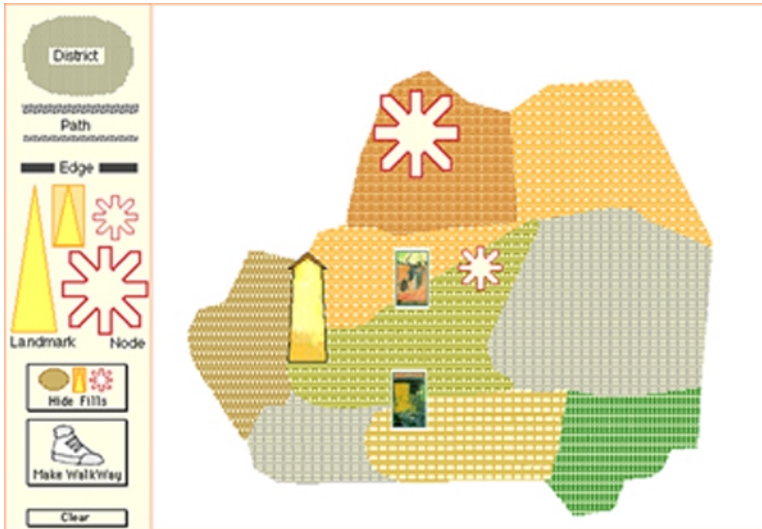 District
Path
Edge
Landmark
Node
Hide Fills
Make WalkWay
Clear